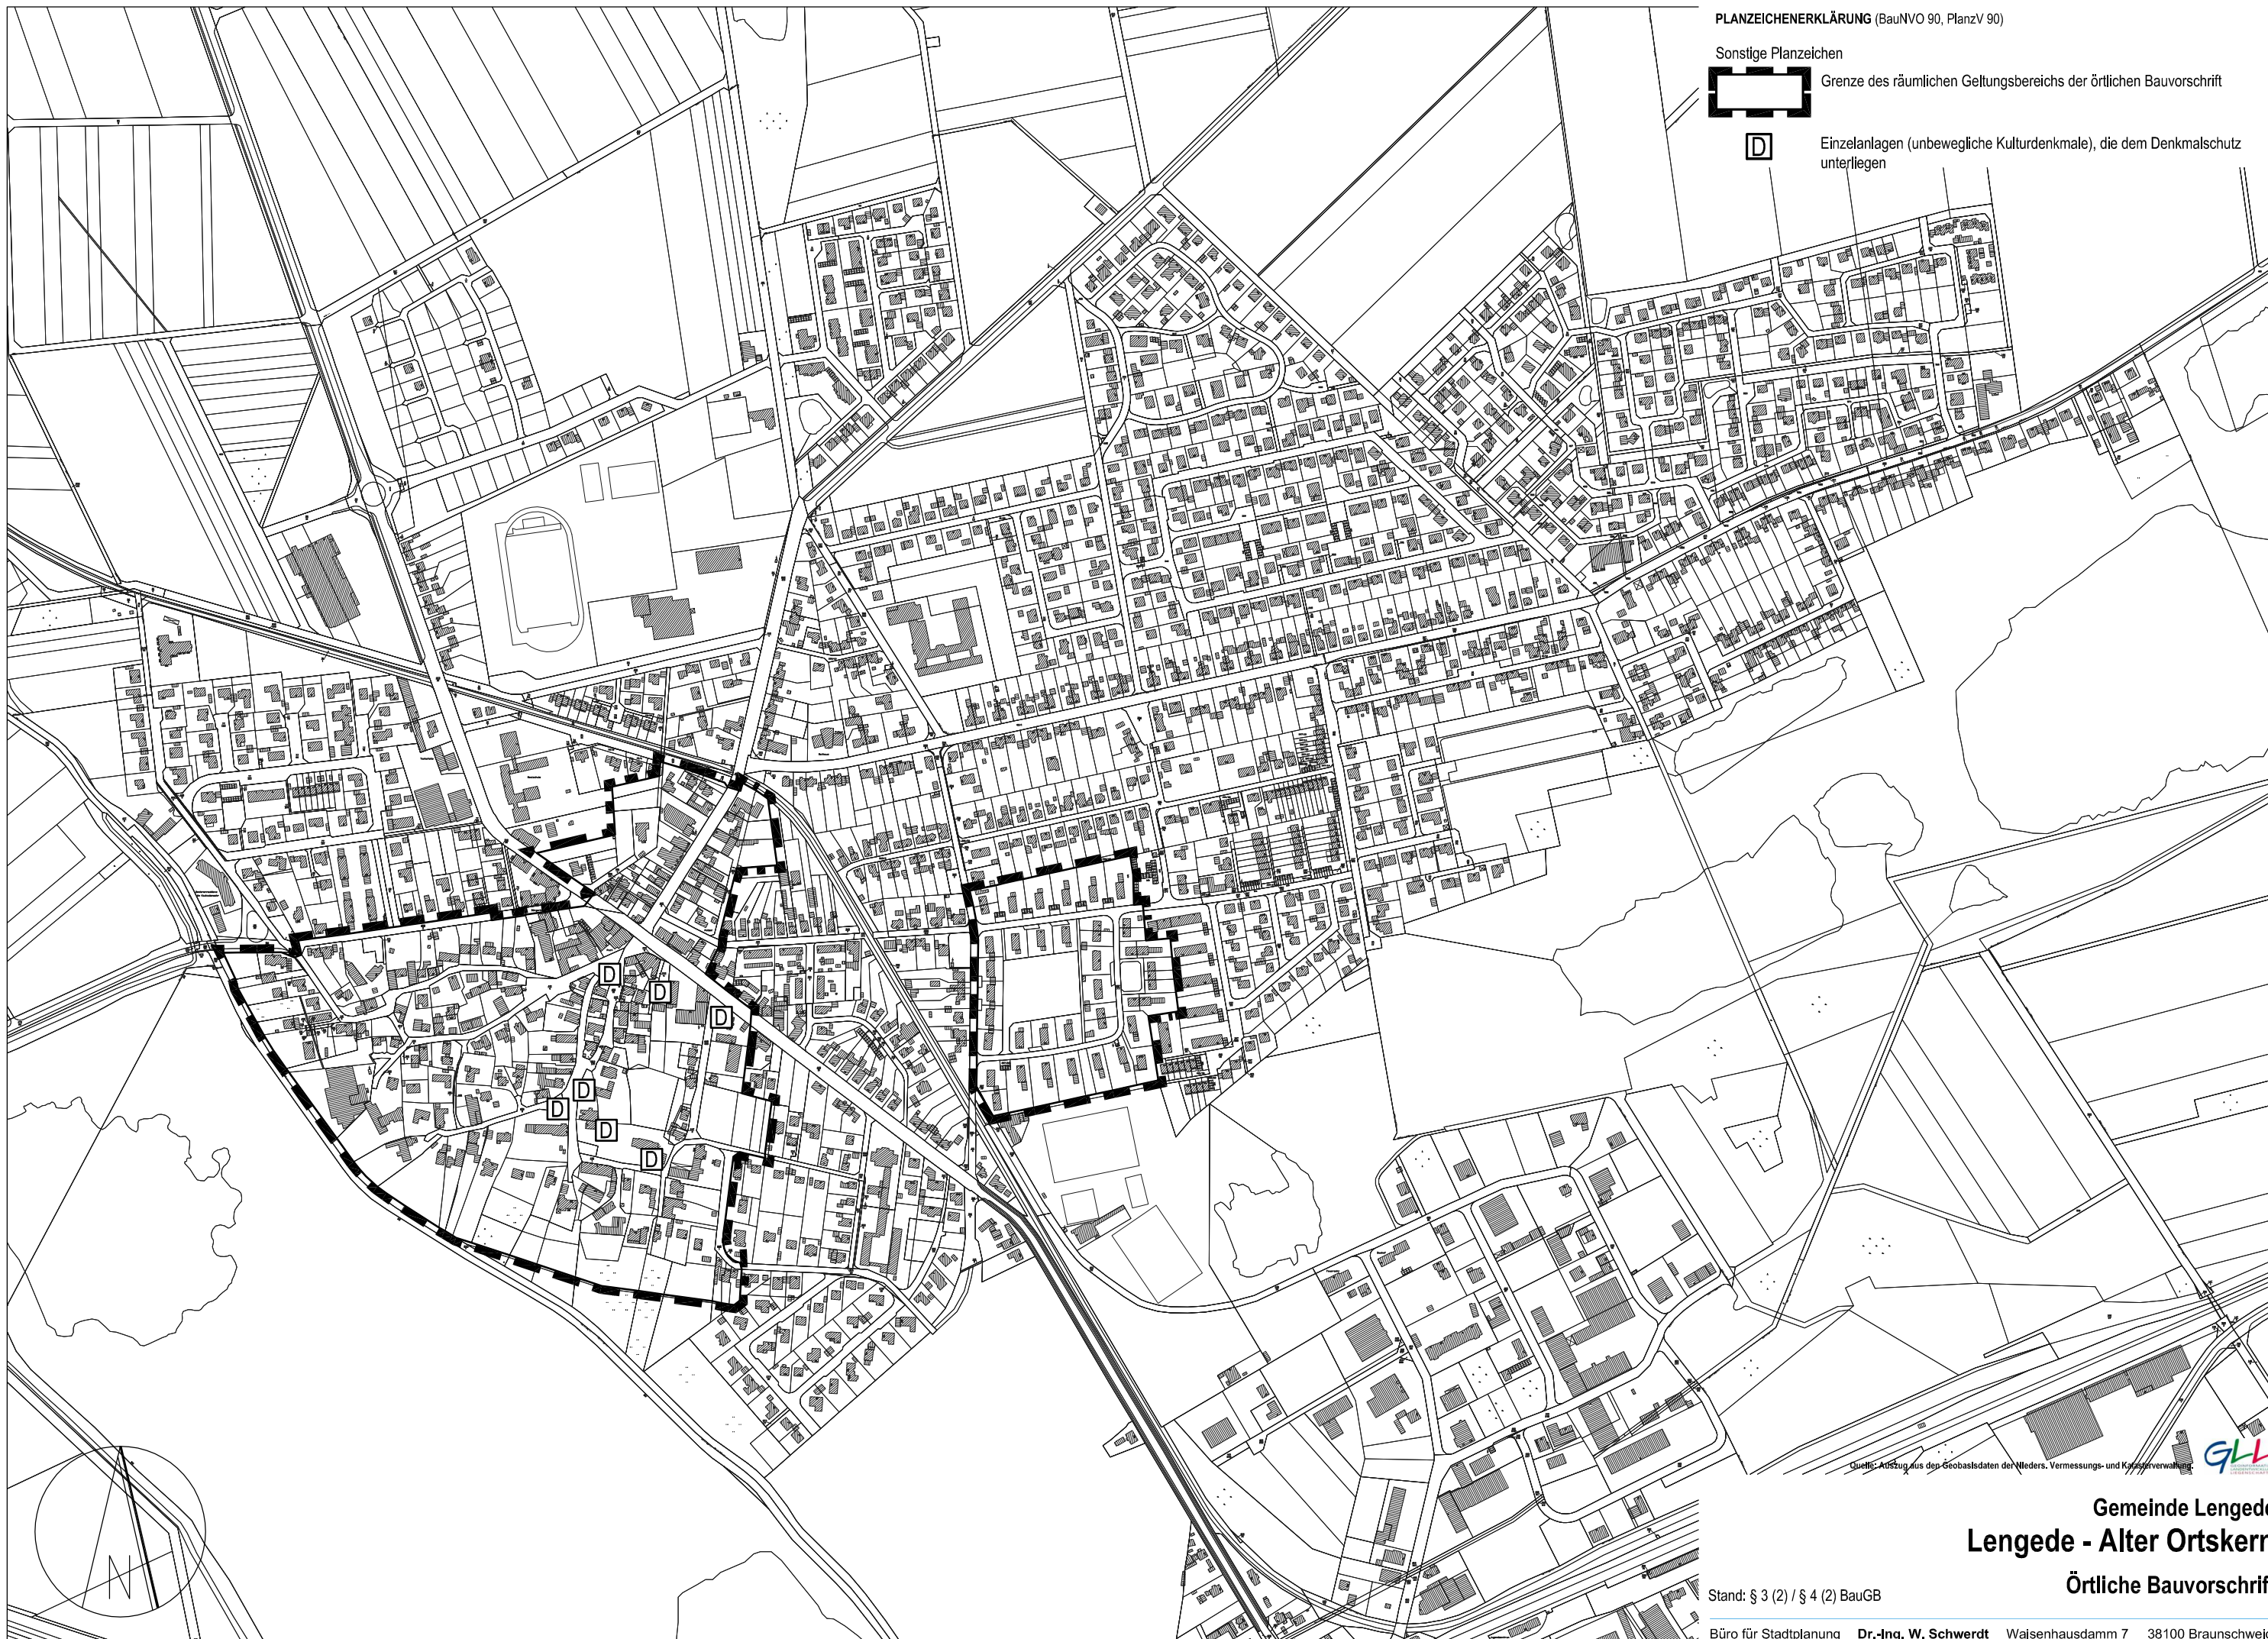 PLANZEICHENERKLÄRUNG (BauNVO 90, PlanzV 90)
Sonstige Planzeichen
Grenze des räumlichen Geltungsbereichs der örtlichen Bauvorschrift
D
Einzelanlagen (unbewegliche Kulturdenkmale), die dem Denkmalschutz
unterliegen
D
D
D
D
D
D
D
Quelle: Auszug aus den Geobasisdaten der Nieders. Vermessungs- und Katasterverwaltung,
GLL
N
Gemeinde Lengede
Lengede - Alter Ortskern
Örtliche Bauvorschrif
Stand: § 3 (2) / § 4 (2) BauGB
Büro für Stadtplanung Dr.-Ing. W. Schwerdt Waisenhausdamm 7 38100 Braunschweig